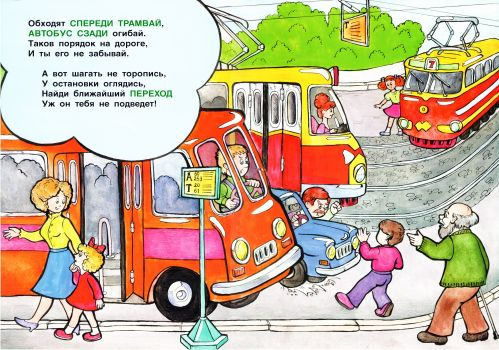 Обходят СПЕРЕДИ ТРАМВАЙ,
АВТОБУС СЗАДИ огибай.
Таков порядок на дороге,
И ты его не забывай.
А вот шагать не торопись,
У остановки оглядись,
Найди ближайший ПЕРЕХОД
Уж он тебя не подведет!
7
А
Т